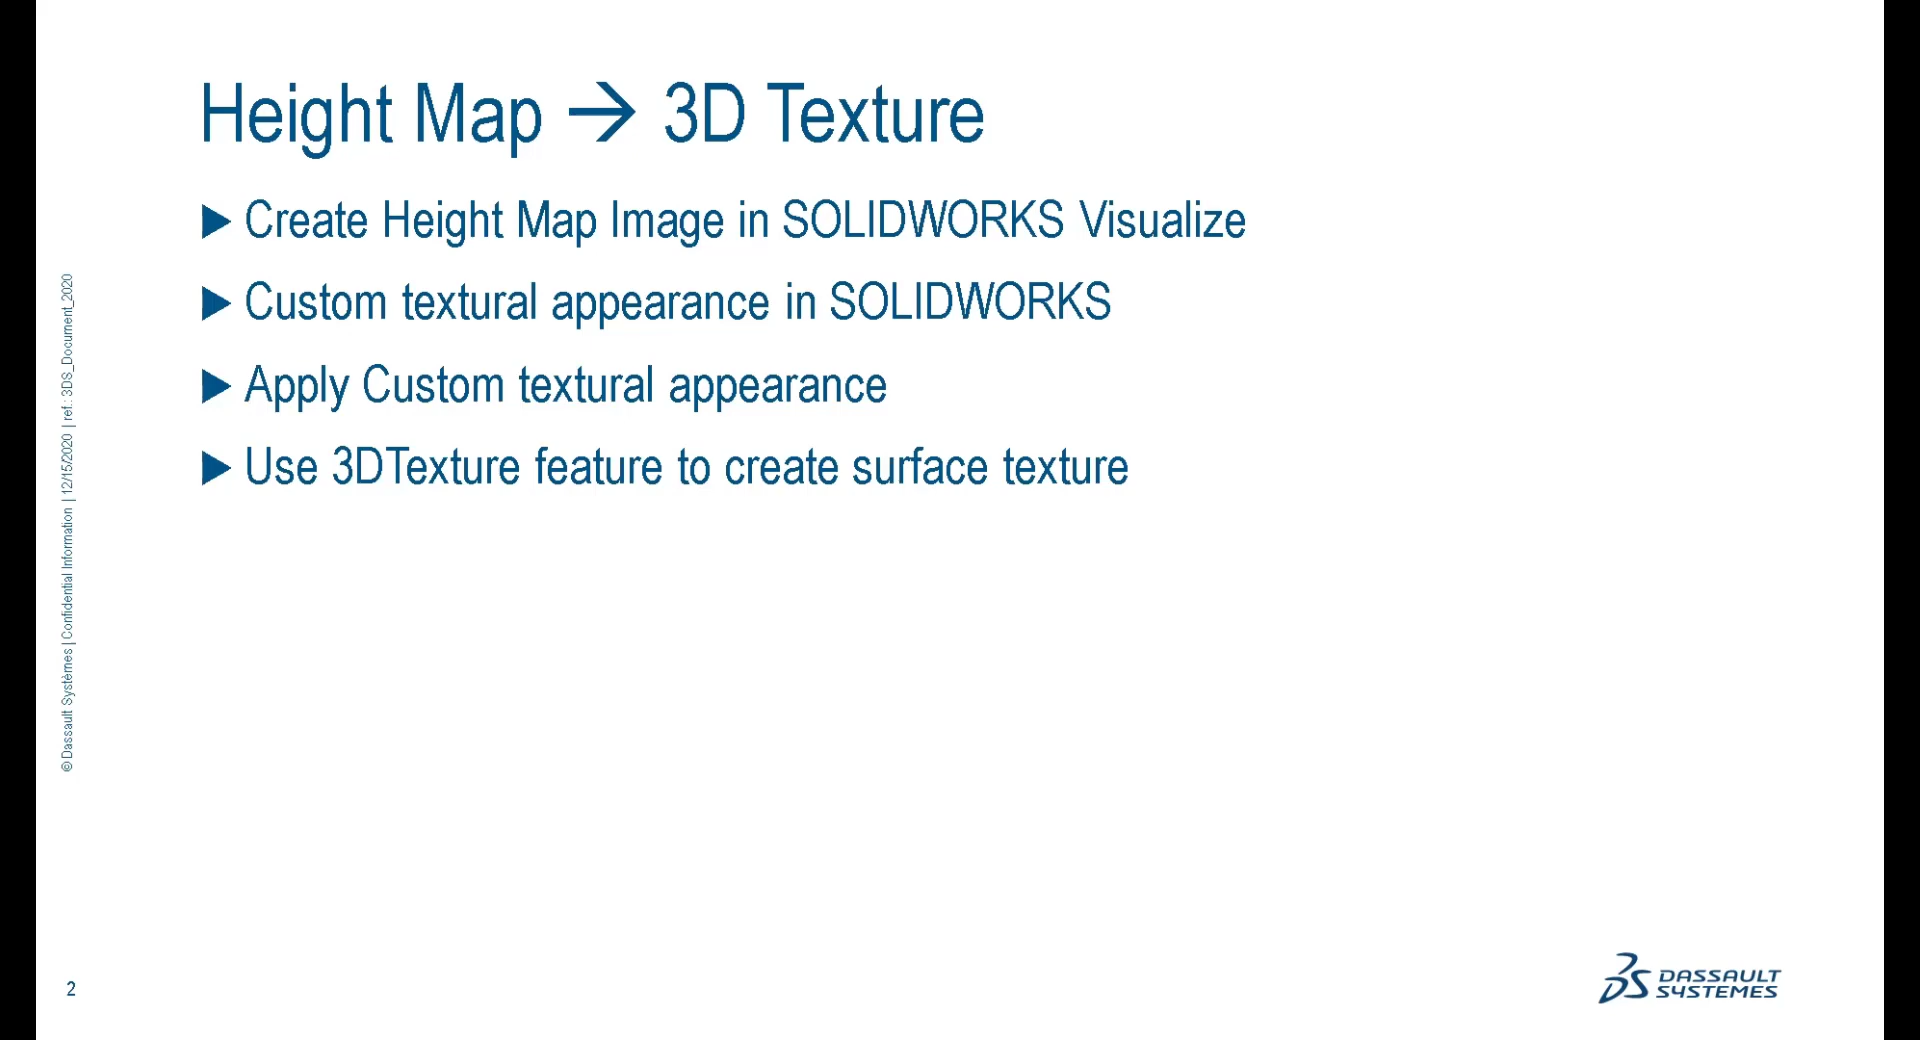 Height Map → 3D Texture
▶ Create Height Map Image in SOLIDWORKS Visualize
▶ Custom textural appearance in SOLIDWORKS
▶ Apply Custom textural appearance
▶ Use 3DTexture feature to create surface texture
© Dassault Systèmes | Confidential Information | 12/15/2020 | ref.: 3DS_Document_2020
2
DASSAULT
SYSTEMES